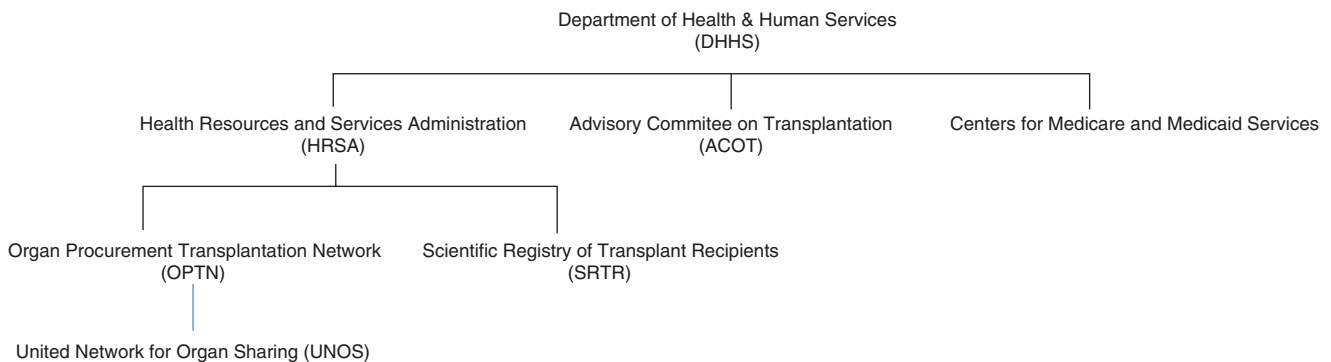 Department of Health & Human Services
(DHHS)
Health Resources and Services Administration
(HRSA)
Advisory Commitee on Transplantation
(ACOT)
Centers for Medicare and Medicaid Services
Organ Procurement Transplantation Network
(OPTN)
Scientific Registry of Transplant Recipients
(SRTR)
United Network for Organ Sharing (UNOS)